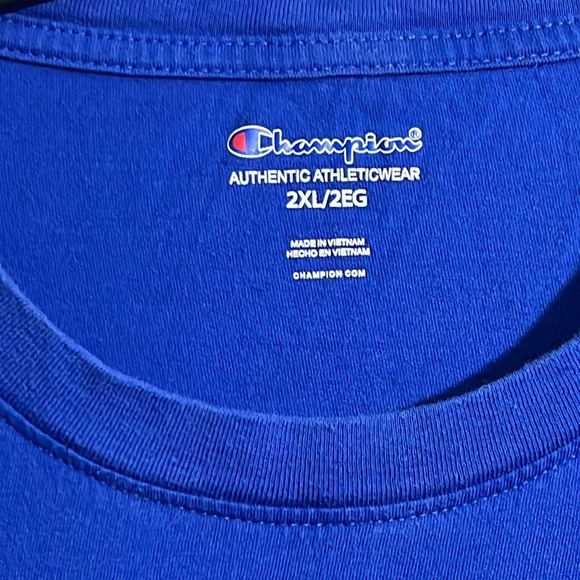 Champion®
AUTHENTIC ATHLETICWEAR
2XL/2EG
MADE IN VIETNAM
HECHO EN VIETNAM
CHAMPION.COM